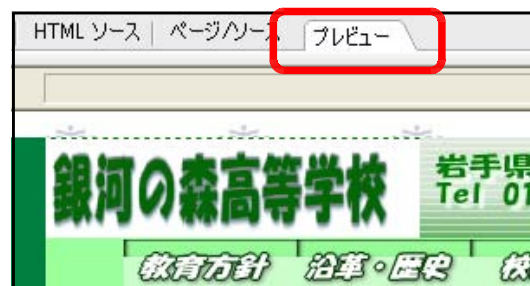 HTML ソース | ページ/ソース プレビュー
銀河の森高等学校 岩手県
Tel 01
教育方針 沿革・歴史 校